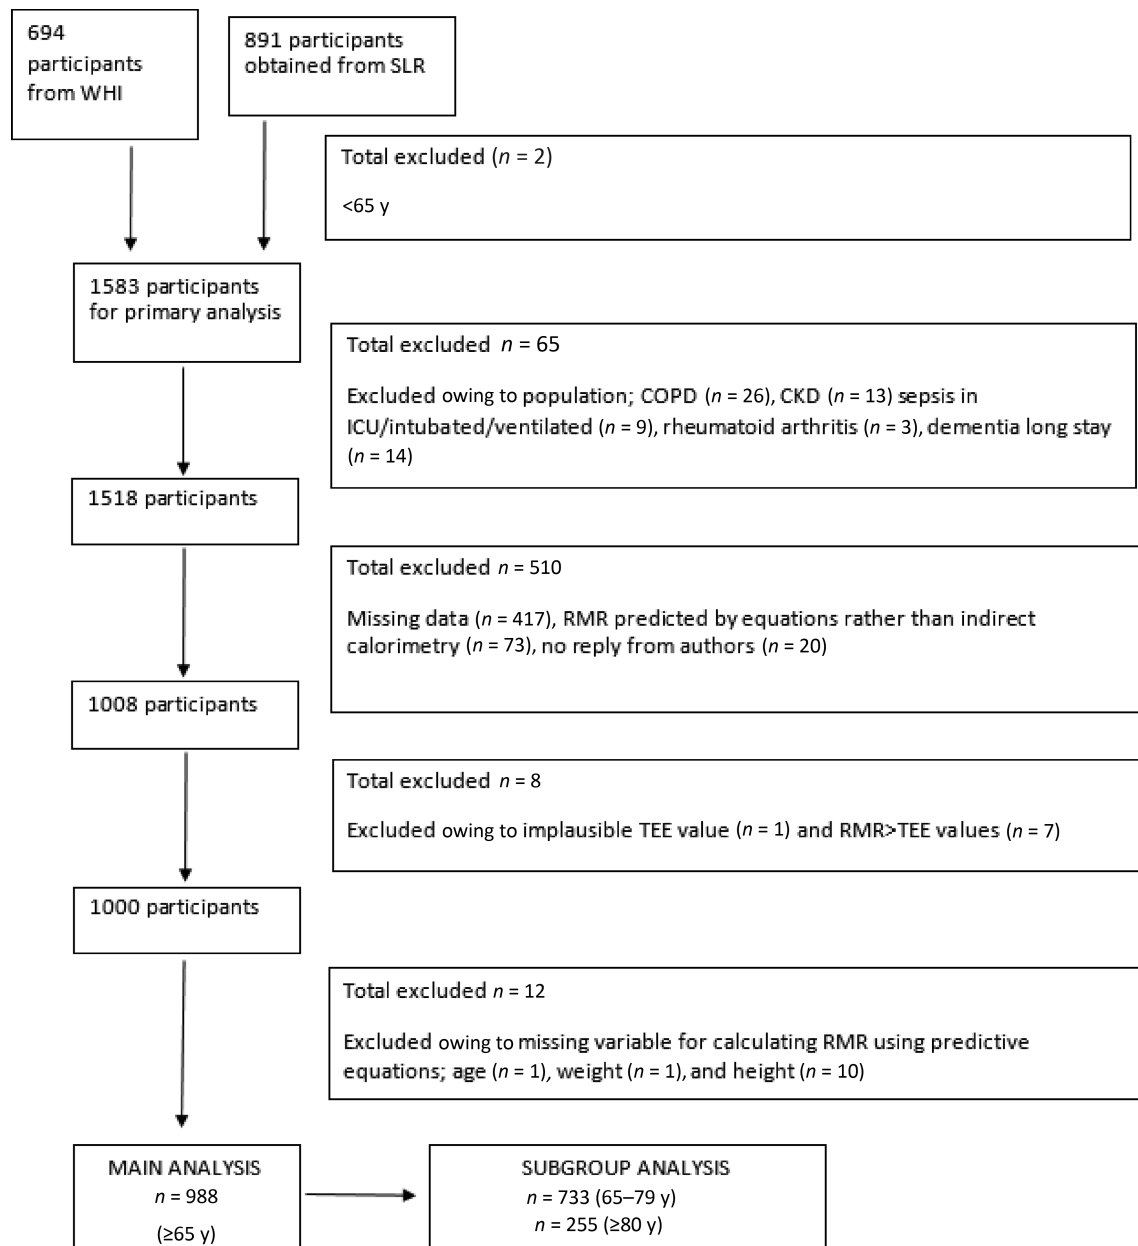 694
participants
from WHI
891 participants
obtained from SLR
Total excluded (n = 2)
<65 y
1583 participants
for primary analysis
Total excluded n = 65
Excluded owing to population; COPD (n = 26), CKD (n = 13) sepsis in
ICU/intubated/ventilated (n = 9), rheumatoid arthritis (n = 3), dementia long stay
(n = 14)
1518 participants
Total excluded n = 510
Missing data (n = 417), RMR predicted by equations rather than indirect
calorimetry (n = 73), no reply from authors (n = 20)
1008 participants
Total excluded n = 8
Excluded owing to implausible TEE value (n = 1) and RMR>TEE values (n = 7)
1000 participants
Total excluded n = 12
Excluded owing to missing variable for calculating RMR using predictive
equations; age (n = 1), weight (n = 1), and height (n = 10)
MAIN ANALYSIS
n = 988
(≥65 y)
SUBGROUP ANALYSIS
n = 733 (65–79 y)
n = 255 (≥80 y)